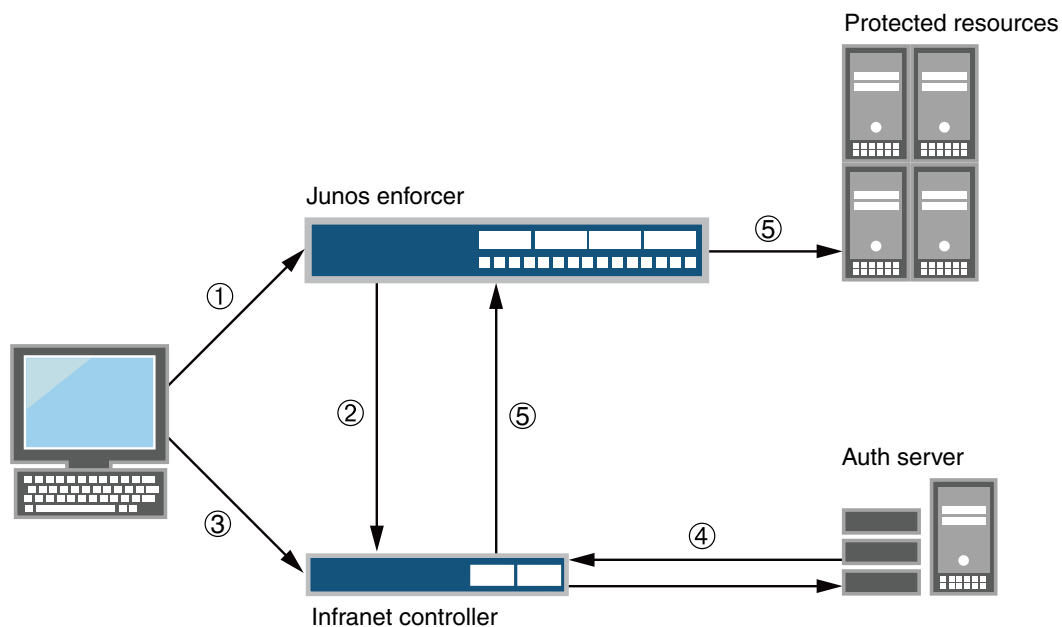 Protected resources
Junos enforcer
⑤
①
②
⑤
③
Auth server
④
Infranet controller